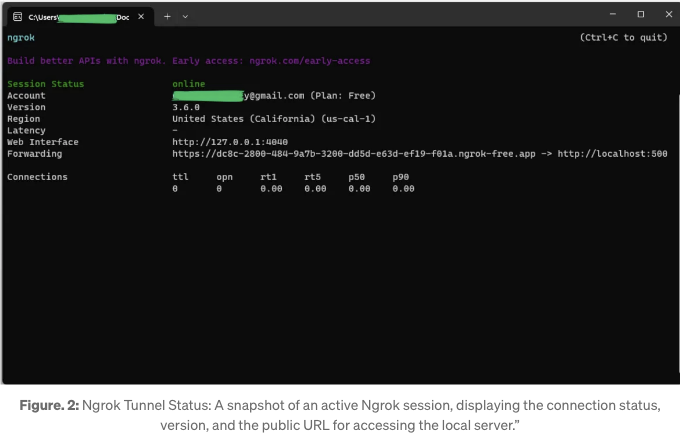 C:\Users\ \Doc
ngrok (Ctrl+C to quit)
Build better APIs with ngrok. Early access: ngrok.com/early-access
Session Status online
Account y@gmail.com (Plan: Free)
Version 3.6.0
Region United States (California) (us-cal-1)
Latency -
Web Interface http://127.0.0.1:4040
Forwarding https://dc8c-2800-484-9a7b-3200-dd5d-e63d-ef19-f01a.ngrok-free.app -> http://localhost:500
Connections ttl opn rt1 rt5 p50 p90
0 0 0.00 0.00 0.00 0.00
Figure. 2: Ngrok Tunnel Status: A snapshot of an active Ngrok session, displaying the connection status,
version, and the public URL for accessing the local server.”